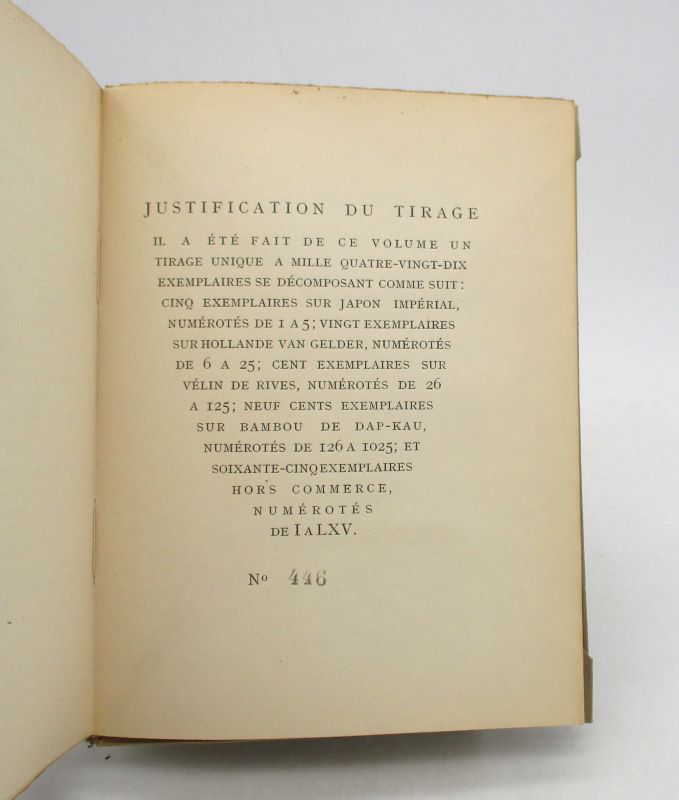 JUSTIFICATION DU TIRAGE
IL A ÉTÉ FAIT DE CE VOLUME UN
TIRAGE UNIQUE A MILLE QUATRE-VINGT-DIX
EXEMPLAIRES SE DÉCOMPOSANT COMME SUIT:
CINQ EXEMPLAIRES SUR JAPON IMPÉRIAL,
NUMÉROTÉS DE 1 A 5; VINGT EXEMPLAIRES
SUR HOLLANDE VAN GELDER, NUMÉROTÉS
DE 6 A 25; CENT EXEMPLAIRES SUR
VÉLIN DE RIVES, NUMÉROTÉS DE 26
A 125; NEUF CENTS EXEMPLAIRES
SUR BAMBOU DE DAP-KAU,
NUMÉROTÉS DE 126 A 1025; ET
SOIXANTE-CINQ EXEMPLAIRES
HORS COMMERCE,
NUMÉROTÉS
DE I A LXV.
Nº 446